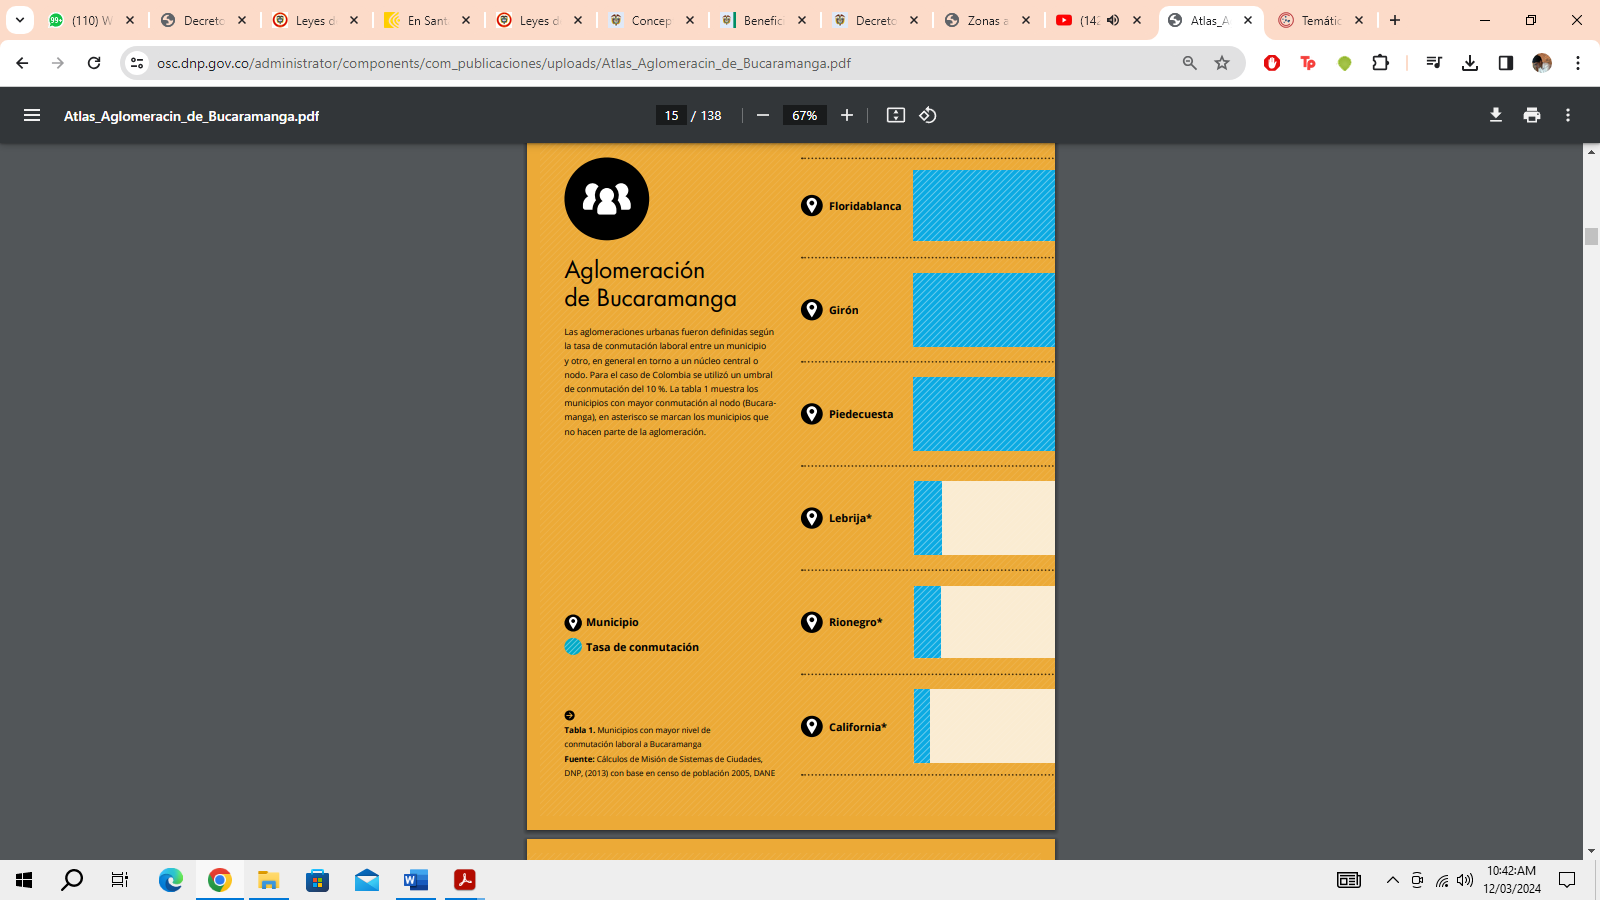 (110) W
Decreto
Leyes de
En Sant
Leyes de
Concep
Benefic
Decreto
Zonas a
(142
Atlas_A
Temátic
osc.dnp.gov.co/administrator/components/com_publicaciones/uploads/Atlas_Aglomeracin_de_Bucaramanga.pdf
Atlas_Aglomeracin_de_Bucaramanga.pdf
15 / 138
67%
Aglomeración
de Bucaramanga
Las aglomeraciones urbanas fueron definidas según
la tasa de conmutación laboral entre un municipio
y otro, en general en torno a un núcleo central o
nodo. Para el caso de Colombia se utilizó un umbral
de conmutación del 10 %. La tabla 1 muestra los
municipios con mayor conmutación al nodo (Bucara-
manga), en asterisco se marcan los municipios que
no hacen parte de la aglomeración.
Municipio
Tasa de conmutación
Tabla 1. Municipios con mayor nivel de
conmutación laboral a Bucaramanga
Fuente: Cálculos de Misión de Sistemas de Ciudades,
DNP, (2013) con base en censo de población 2005, DANE
Floridablanca
Girón
Piedecuesta
Lebrija*
Rionegro*
California*
10:42:AM
12/03/2024